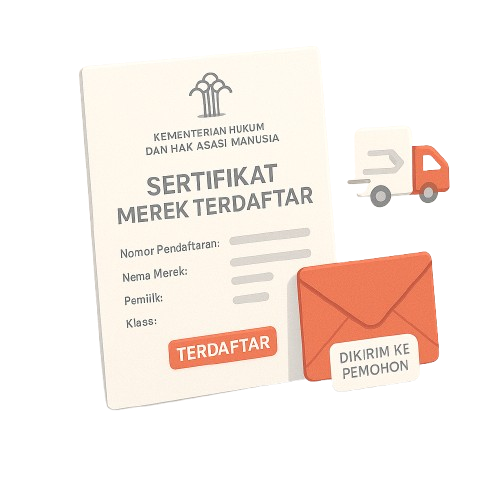 KEMENTERIAN HUKUM
DAN HAK ASASI MANUSIA
SERTIFIKAT
MEREK TERDAFTAR
Nomor Pendaftaran:
Nema Merek:
Pemiilk:
Klass:
TERDAFTAR
DIKIRIM KE
PEMOHON